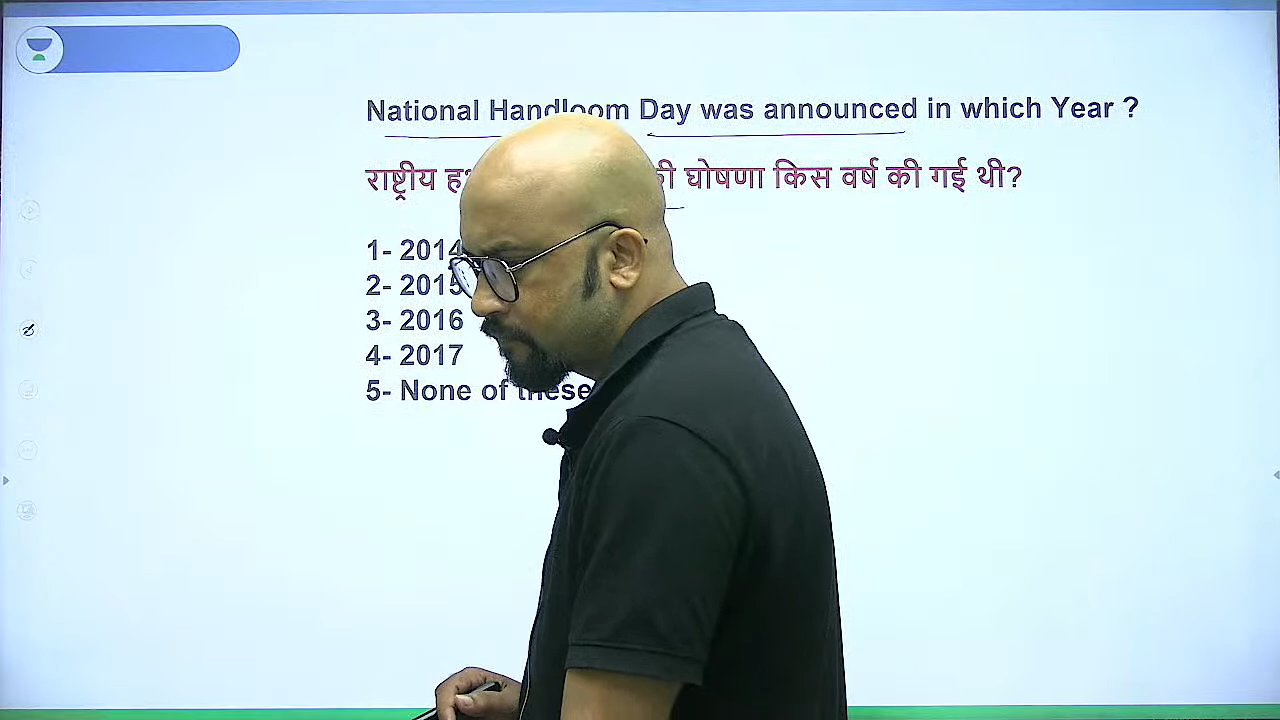 National Handloom Day was announced in which Year ?
राष्ट्रीय की घोषणा किस वर्ष की गई थी?
1- 2014
2- 2015
3- 2016
4- 2017
5- None of these